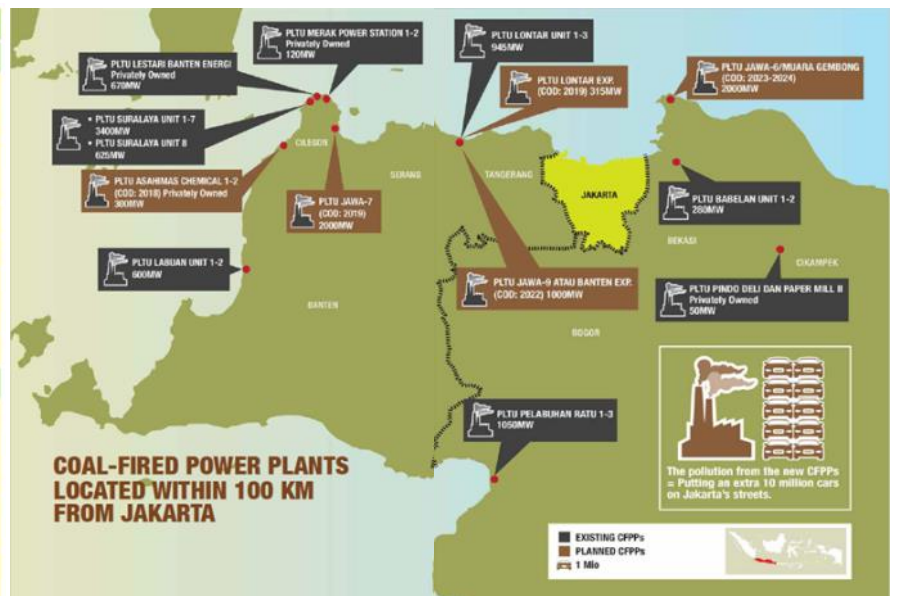 PLTU MERAK POWER STATION 1-2
Privately Owned
120MW
PLTU LESTARI BANTEN ENERGI
Privately Owned
670MW
• PLTU SURALAYA UNIT 1-7
3400MW
• PLTU SURALAYA UNIT 8
625MW
PLTU ASAHIMAS CHEMICAL 1-2
(COD: 2018) Privately Owned
300MW
PLTU LABUAN UNIT 1-2
600MW
CILEGON
PLTU JAWA-7
(COD: 2019)
2000MW
SERANG
BANTEN
PLTU LONTAR UNIT 1-3
945MW
PLTU LONTAR EXP.
(COD: 2019) 315MW
TANGERANG
JAKARTA
PLTU JAWA-6/MUARA GEMBONG
(COD: 2023-2024)
2000MW
PLTU BABELAN UNIT 1-2
280MW
BEKASI
CIKAMPEK
PLTU JAWA-9 ATAU BANTEN EXP.
(COD: 2022) 1000MW
PLTU PINDO DELI DAN PAPER MILL II
Privately Owned
50MW
BOGOR
PLTU PELABUHAN RATU 1-3
1050MW
The pollution from the new CFPPs
= Putting an extra 10 million cars
on Jakarta's streets.
COAL-FIRED POWER PLANTS
LOCATED WITHIN 100 KM
FROM JAKARTA
EXISTING CFPPs
PLANNED CFPPs
1 Mio